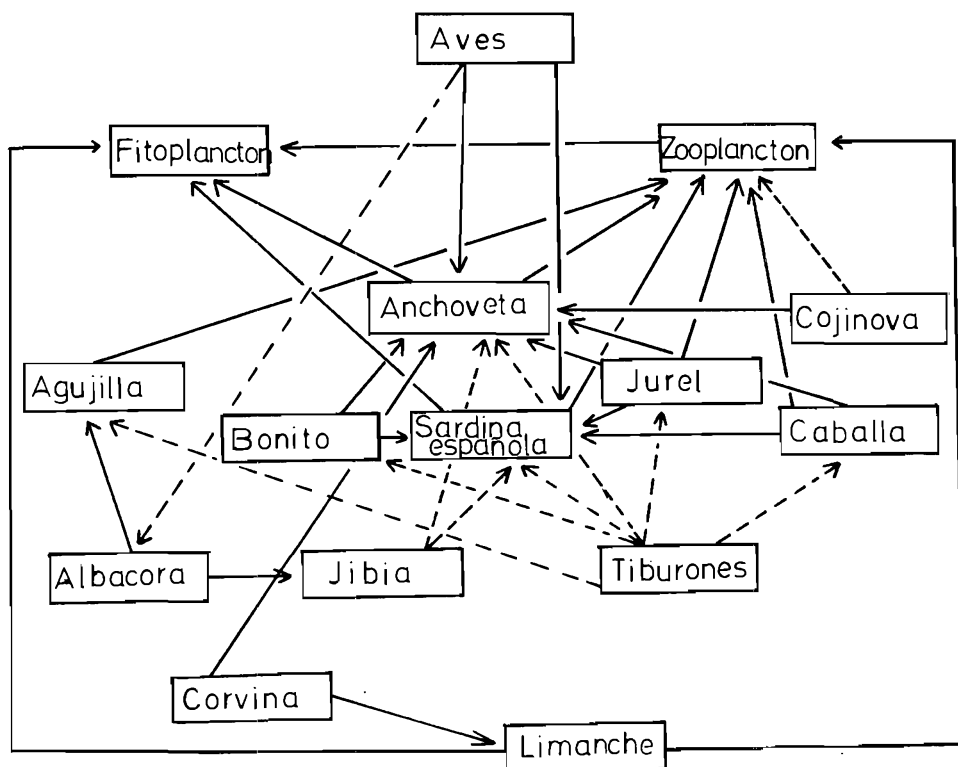 Aves
Fitoplancton
Zooplancton
Anchoveta
Cojinova
Agujilla
Jurel
Bonito
Sardina
española
Caballa
Albacora
Jibia
Tiburones
Corvina
Limanche